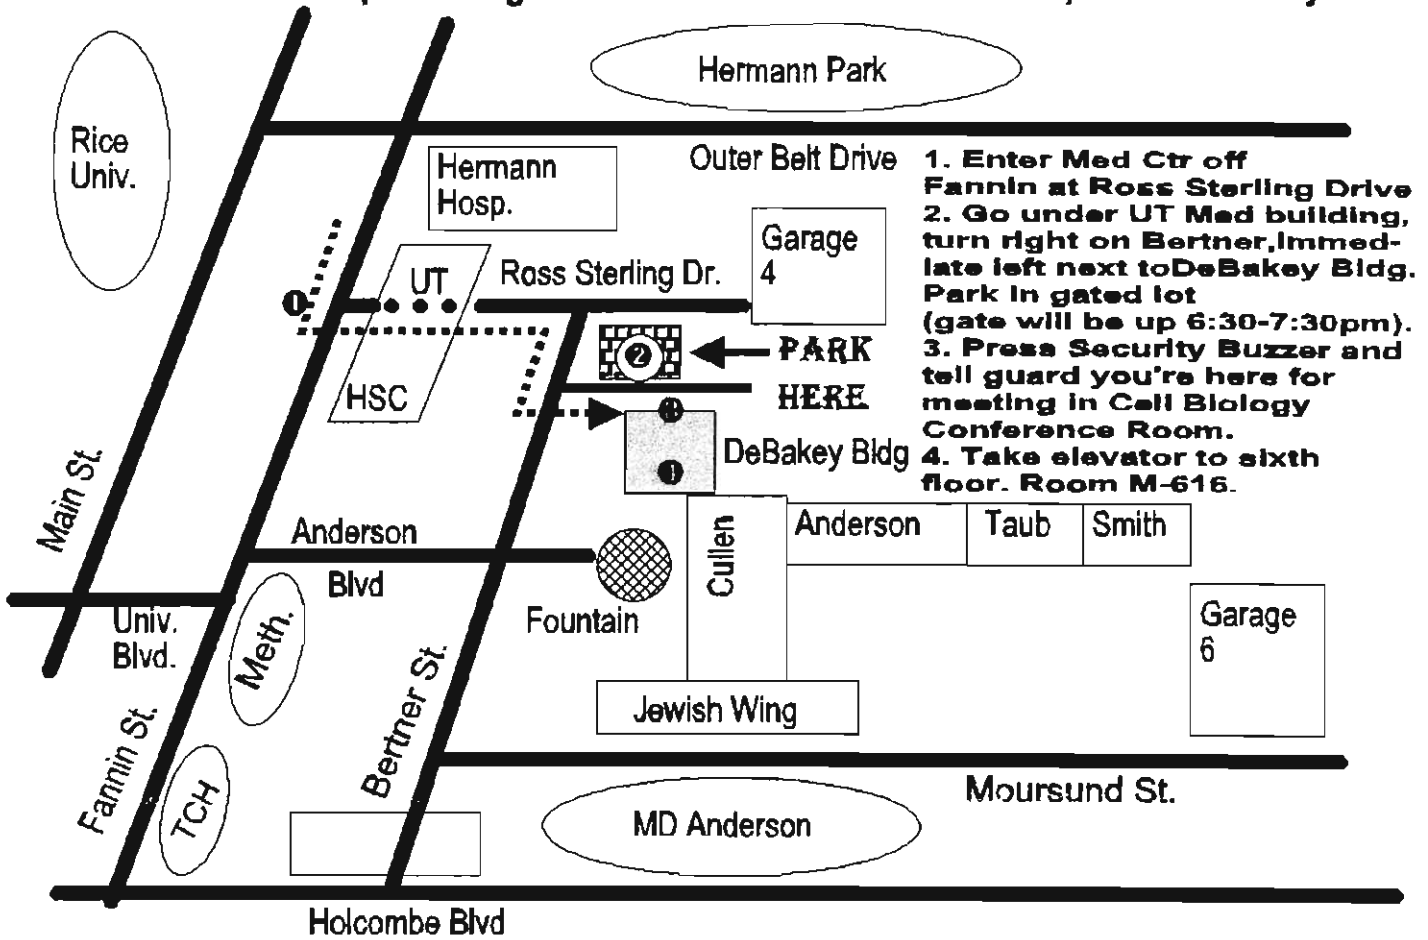 Hermann Park
Rice
Univ.
Outer Belt Drive
Hermann
Hosp.
1. Enter Med Ctr off
Fannin at Ross Sterling Drive
2. Go under UT Med building,
turn right on Bertner,immed-
iate left next toDeBakey Bldg.
Park in gated lot
(gate will be up 6:30-7:30pm).
3. Press Security Buzzer and
tell guard you're here for
meeting in Cell Biology
Conference Room.
4. Take elevator to sixth
floor. Room M-616.
Garage
4
UT
Ross Sterling Dr.
1
2
PARK
HERE
HSC
DeBakey Bldg
Main St.
Anderson
Blvd
Cullen
Anderson
Taub
Smith
Fountain
Univ.
Blvd.
Meth.
Garage
6
Bertner St.
Jewish Wing
Fannin St.
TCH
Moursund St.
MD Anderson
Holcombe Blvd